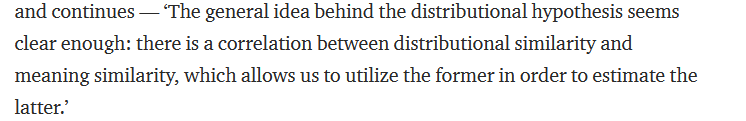 and continues — ‘The general idea behind the distributional hypothesis seems
clear enough: there is a correlation between distributional similarity and
meaning similarity, which allows us to utilize the former in order to estimate the
latter.’